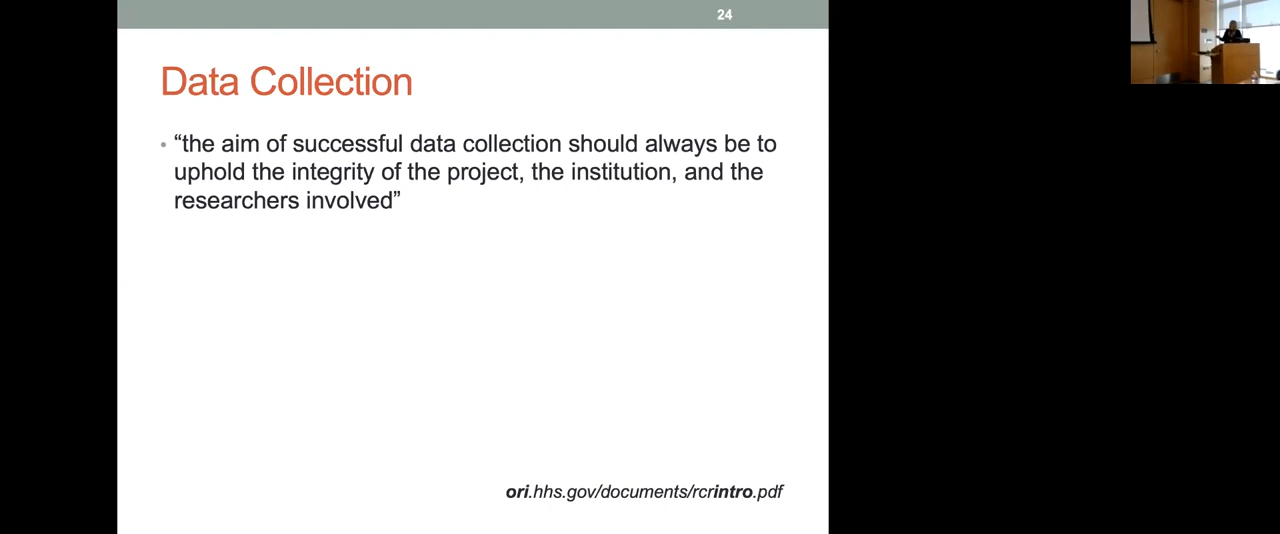 24
Data Collection
• “the aim of successful data collection should always be to
uphold the integrity of the project, the institution, and the
researchers involved”
ori.hhs.gov/documents/rcrintro.pdf